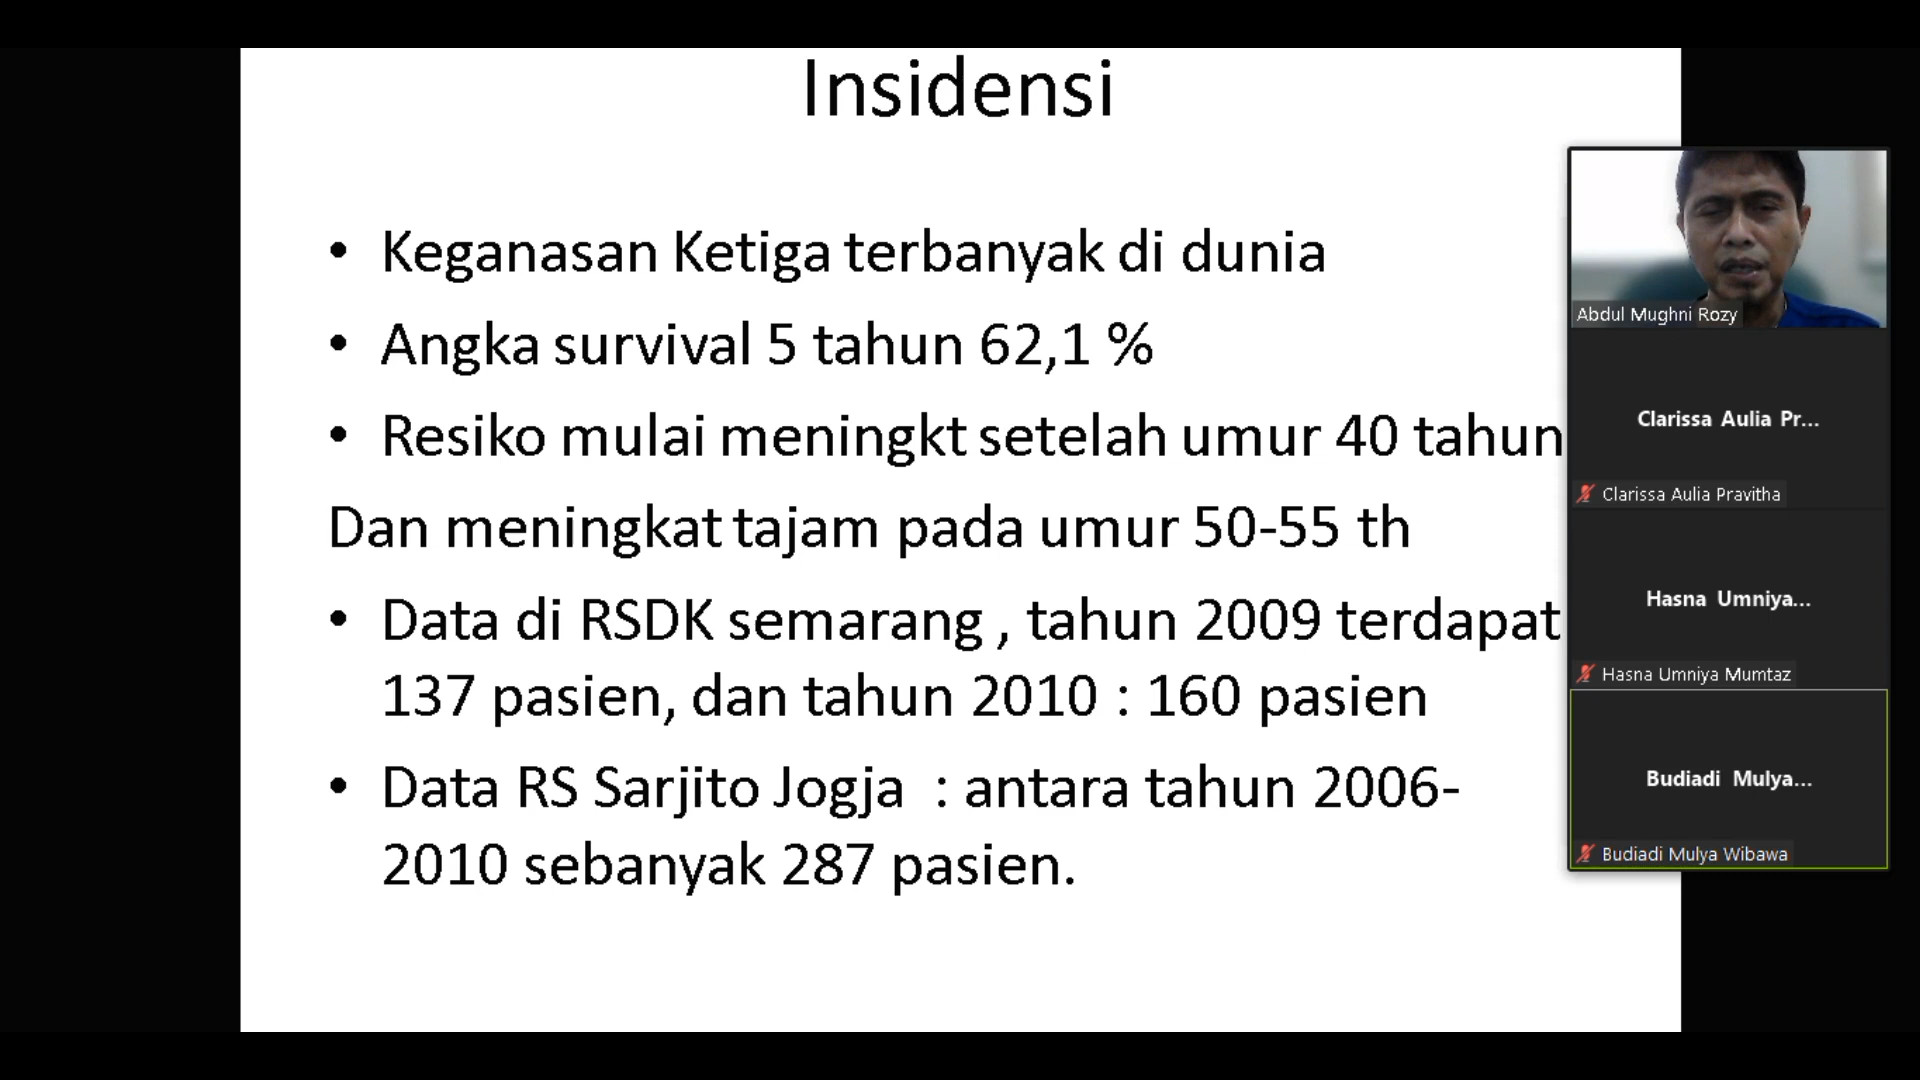 Insidensi
• Keganasan Ketiga terbanyak di dunia
• Angka survival 5 tahun 62,1 %
• Resiko mulai meningkt setelah umur 40 tahun
Dan meningkat tajam pada umur 50-55 th
• Data di RSDK semarang , tahun 2009 terdapat
137 pasien, dan tahun 2010 : 160 pasien
• Data RS Sarjito Jogja : antara tahun 2006-
2010 sebanyak 287 pasien.
Abdul Mughni Rozy
Clarissa Aulia Pr...
Clarissa Aulia Pravitha
Hasna Umniya...
Hasna Umniya Mumtaz
Budiadi Mulya...
Budiadi Mulya Wibawa